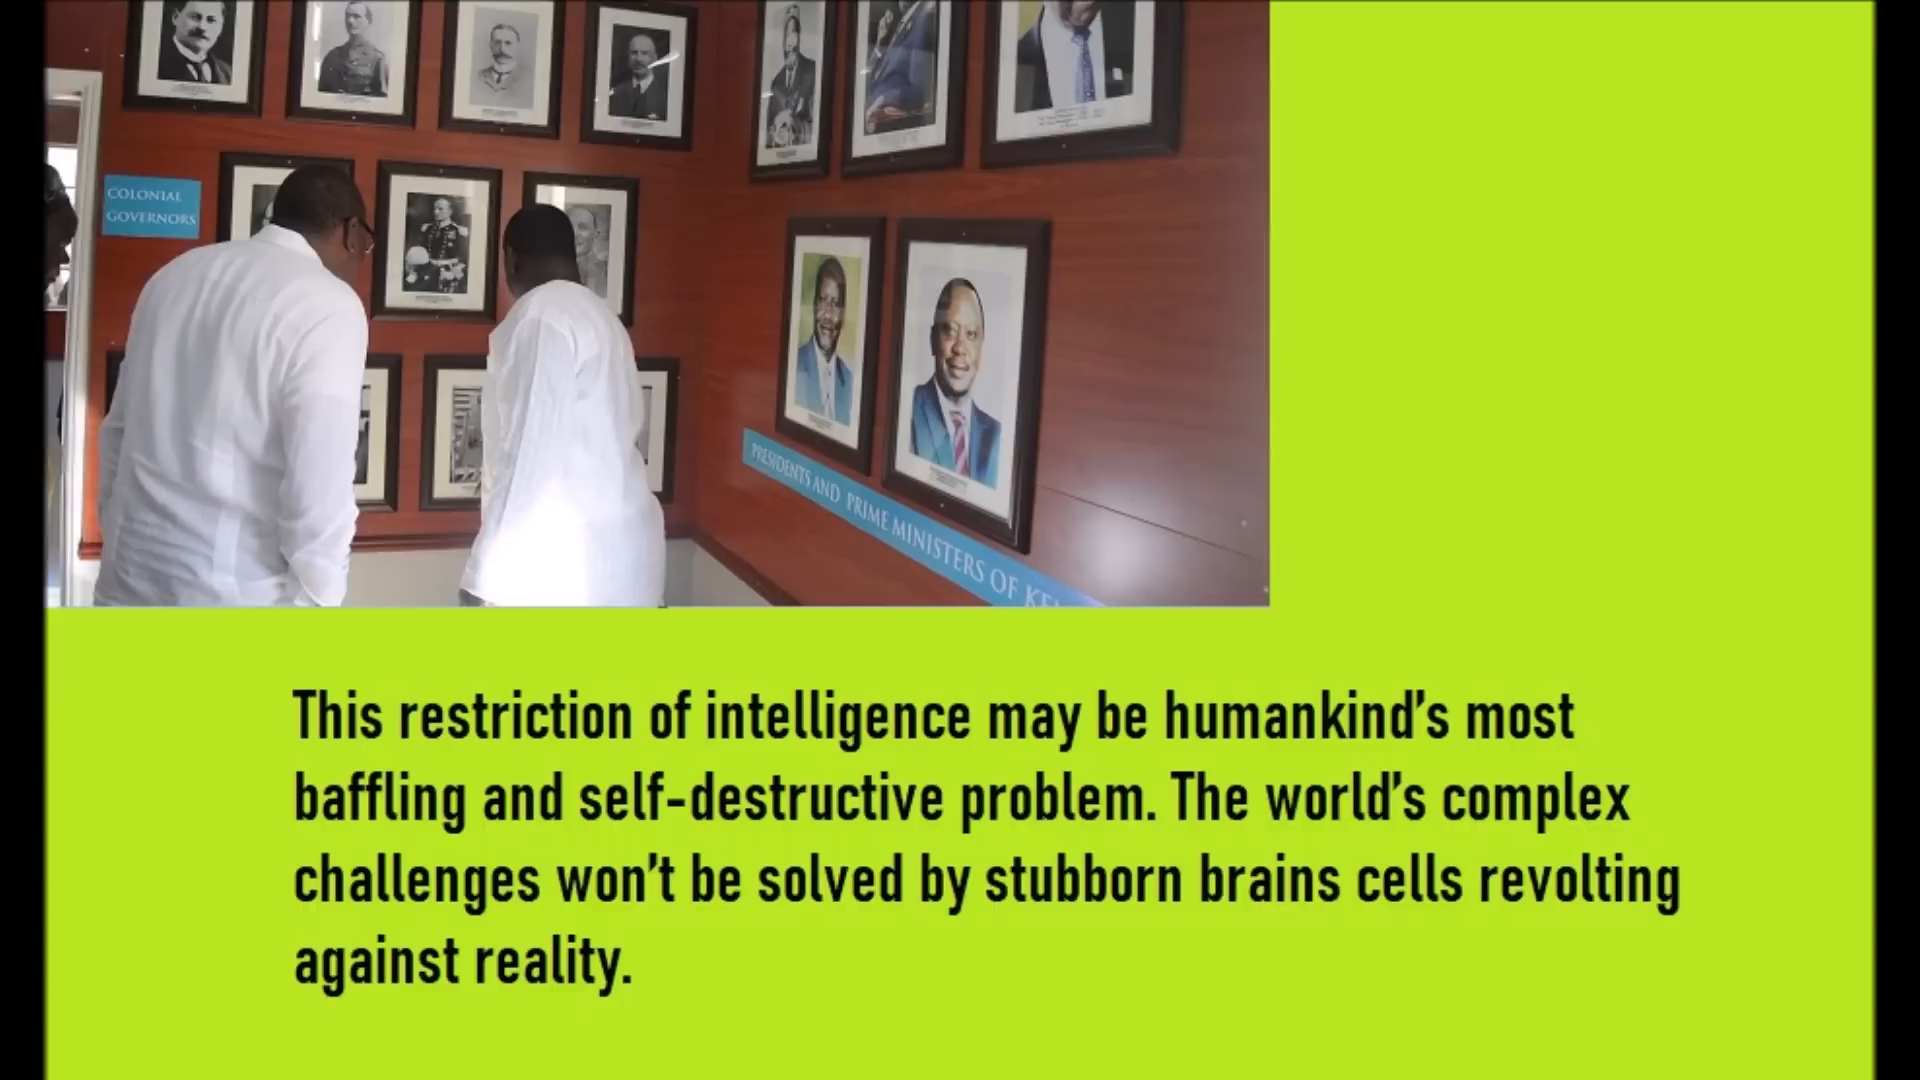 COLONIAL
GOVERNORS
PRESIDENTS AND PRIME MINISTERS OF
This restriction of intelligence may be humankind's most
baffling and self-destructive problem. The world's complex
challenges won't be solved by stubborn brains cells revolting
against reality.